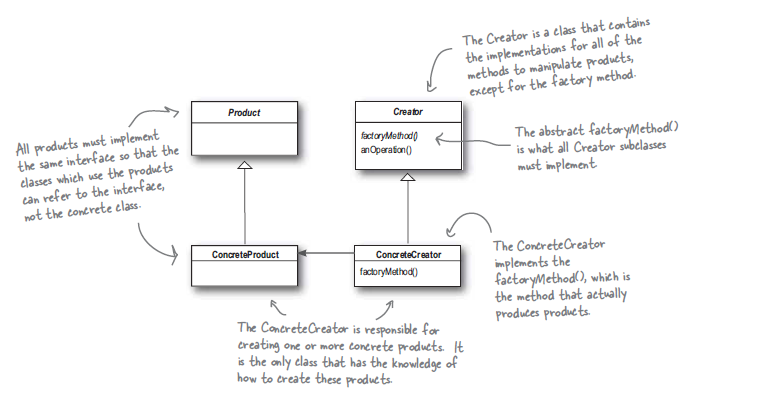 The Creator is a class that contains
the implementations for all of the
methods to manipulate products,
except for the factory method.
Product
Creator
factoryMethod()
anOperation()
The abstract factoryMethod()
is what all Creator subclasses
must implement.
All products must implement
the same interface so that the
classes which use the products
can refer to the interface,
not the concrete class.
ConcreteProduct
ConcreteCreator
factoryMethod()
The ConcreteCreator
implements the
factoryMethod(), which is
the method that actually
produces products.
The ConcreteCreator is responsible for
creating one or more concrete products. It
is the only class that has the knowledge of
how to create these products.